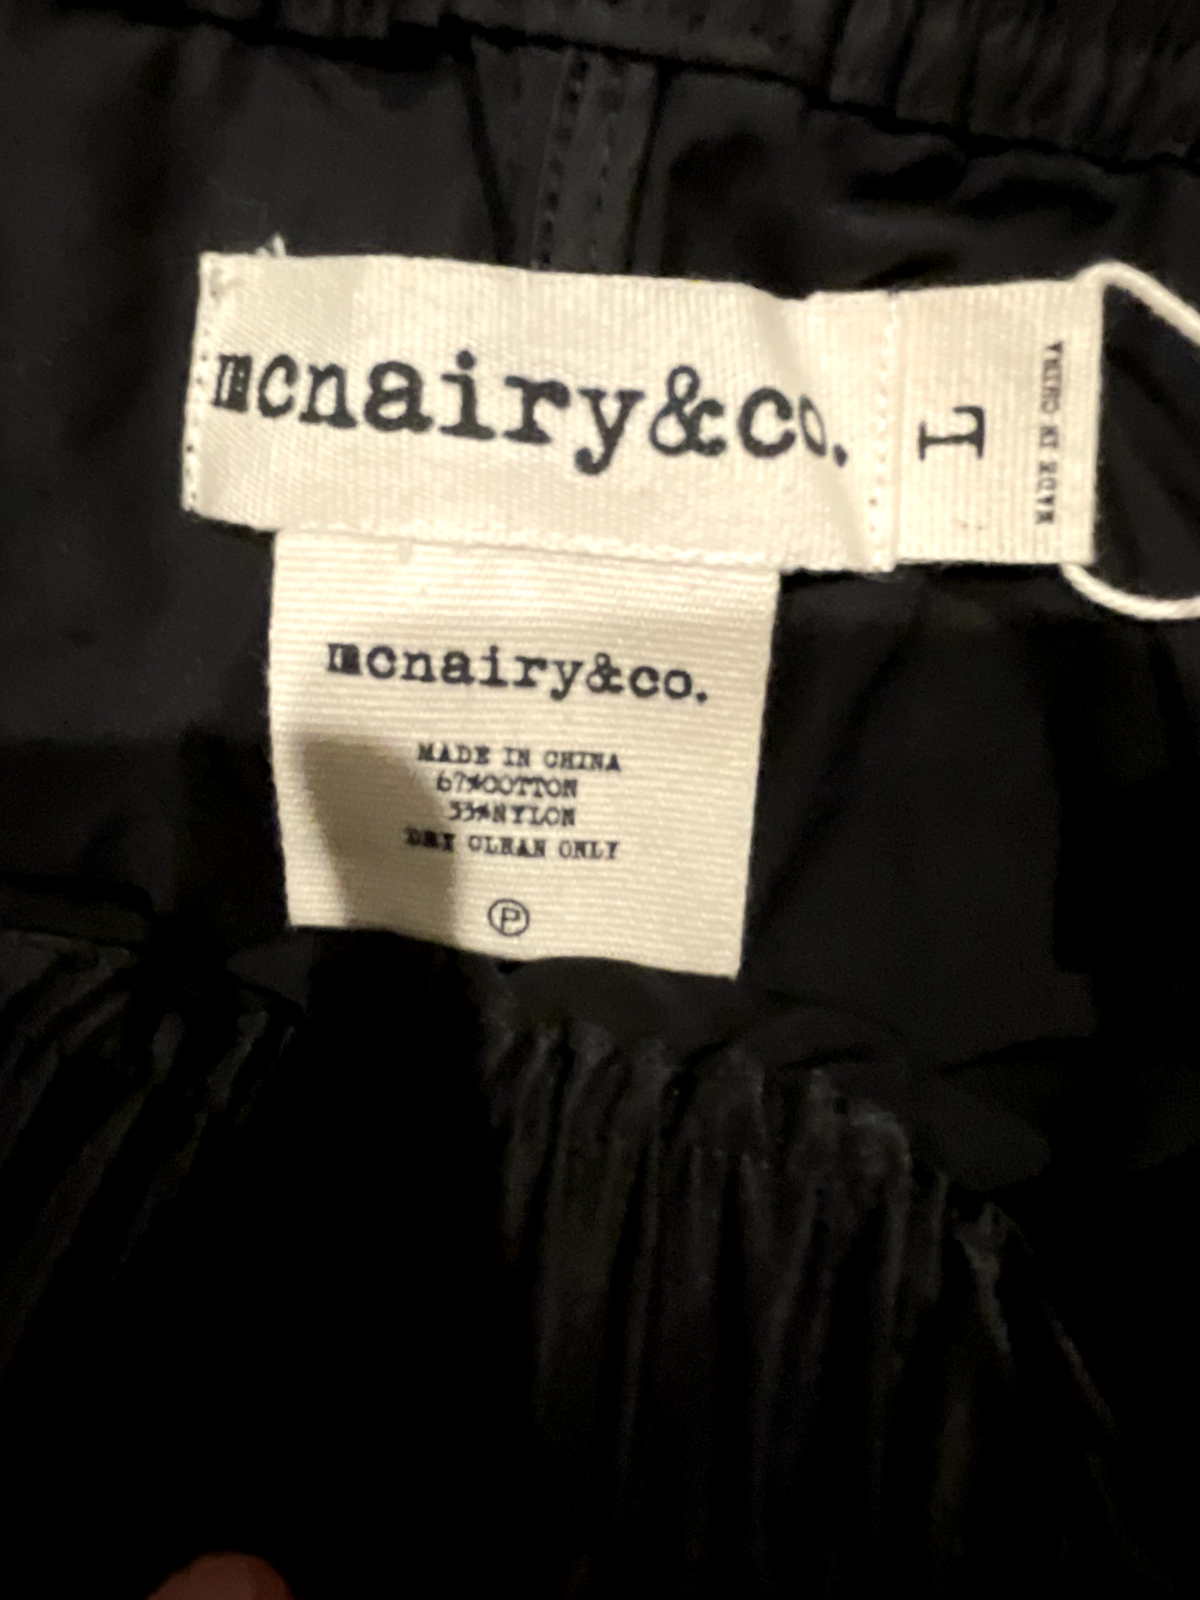 mcnairy&co.
L
MADE IN CHINA
mcnairy&co.
MADE IN CHINA
67%COTTON
33%NYLON
DRY CLEAN ONLY
P